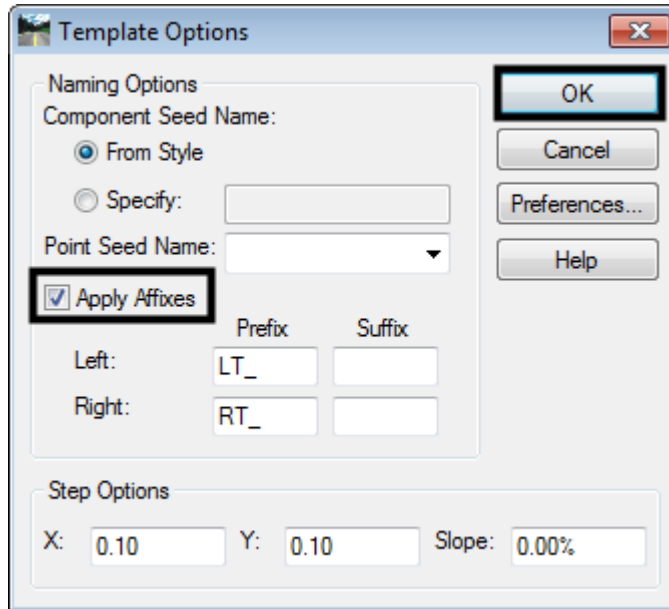 Template Options
Naming Options
Component Seed Name:
From Style
Specify:
Point Seed Name:
Apply Affixes
Prefix Suffix
Left: LT_
Right: RT_
OK
Cancel
Preferences...
Help
Step Options
X: 0.10 Y: 0.10 Slope: 0.00%